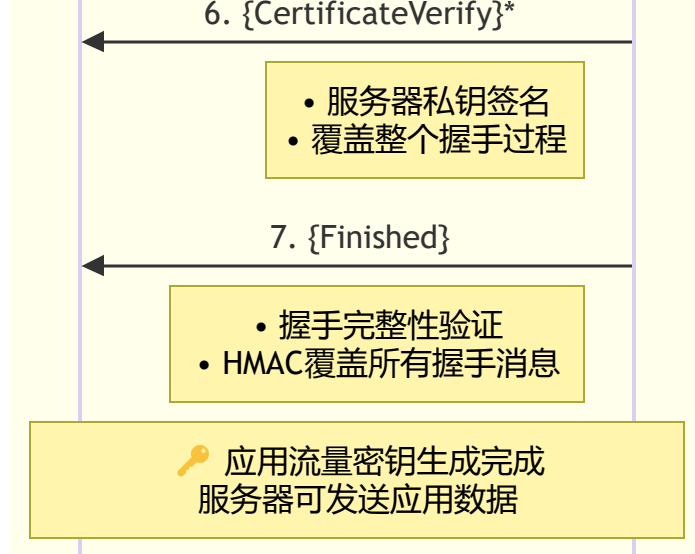 6. {CertificateVerify}*
• 服务器私钥签名
• 覆盖整个握手过程
7. {Finished}
• 握手完整性验证
• HMAC覆盖所有握手消息
🔑 应用流量密钥生成完成
服务器可发送应用数据